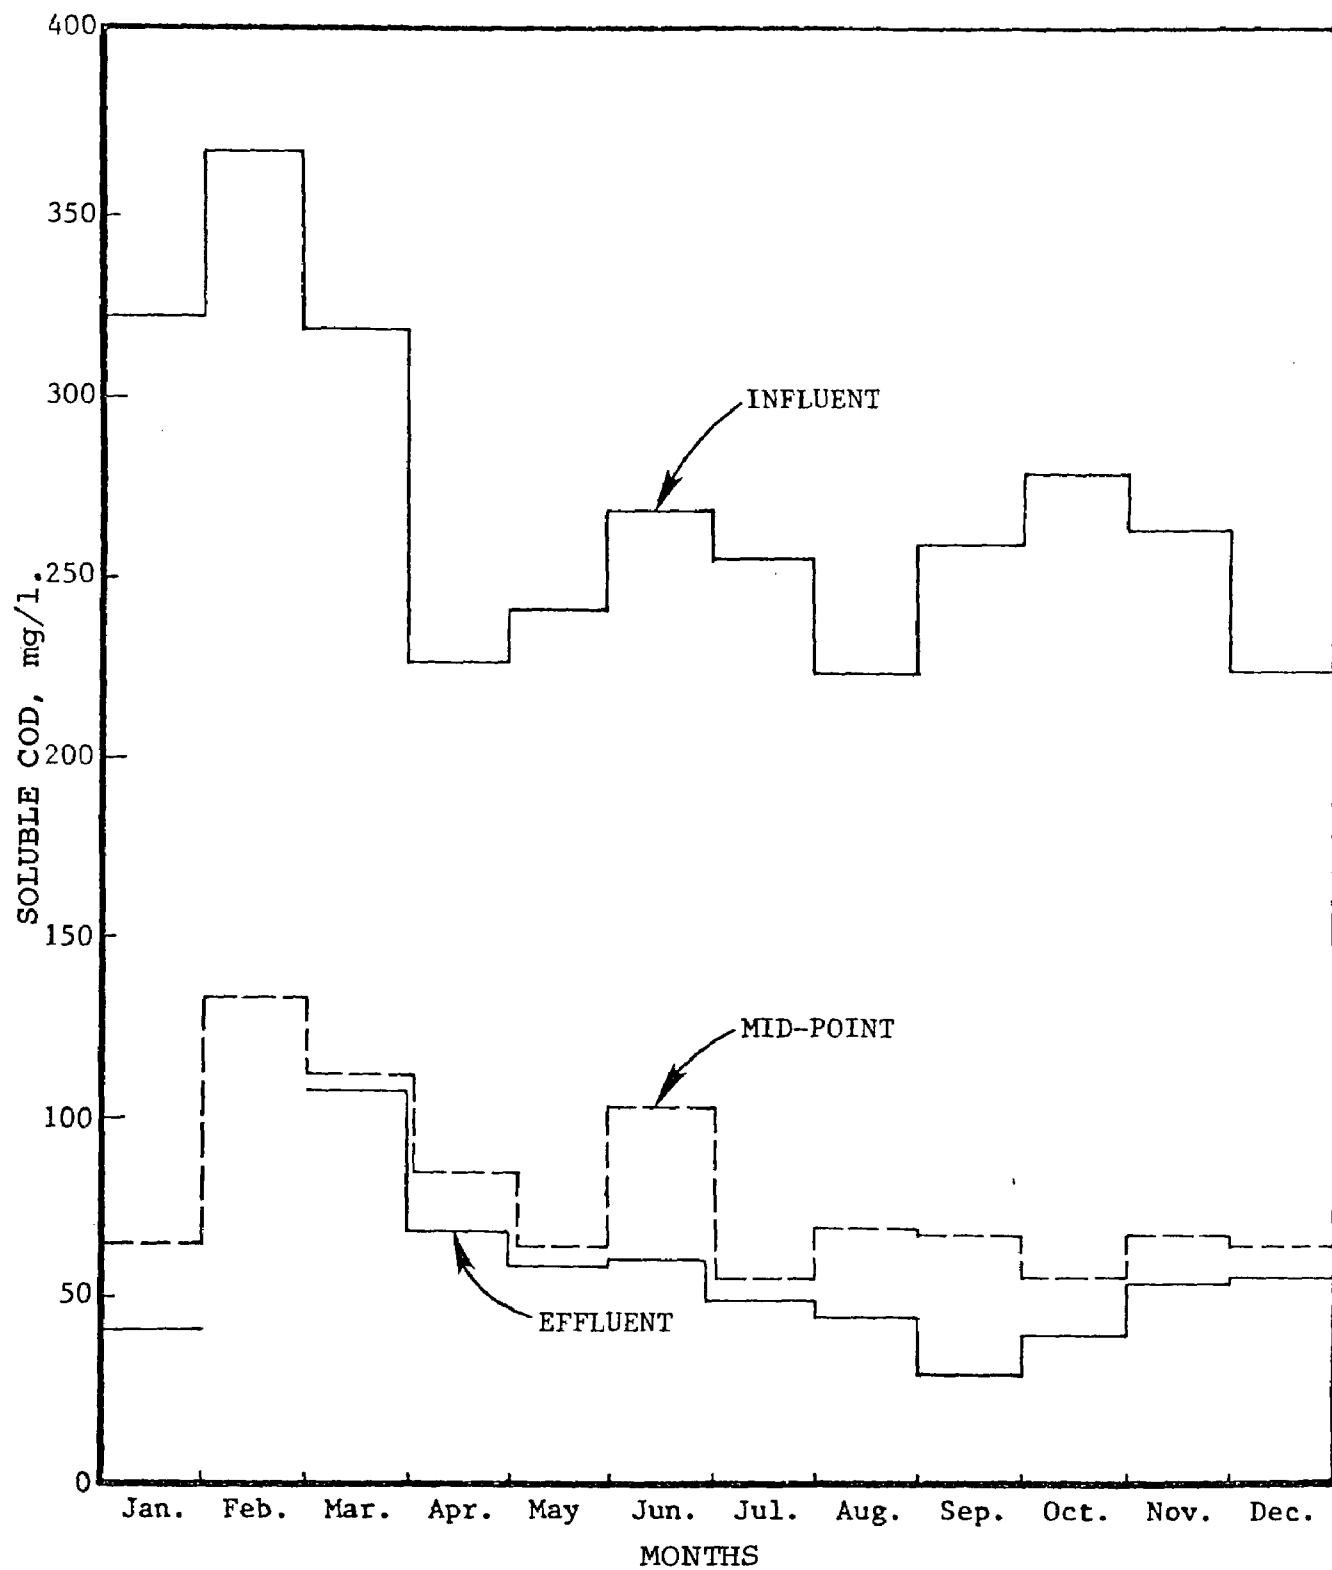 400
350
300
250
200
150
100
50
0
SOLUBLE COD, mg/l.
INFLUENT
MID-POINT
EFFLUENT
Jan. Feb. Mar. Apr. May Jun. Jul. Aug. Sep. Oct. Nov. Dec.
MONTHS